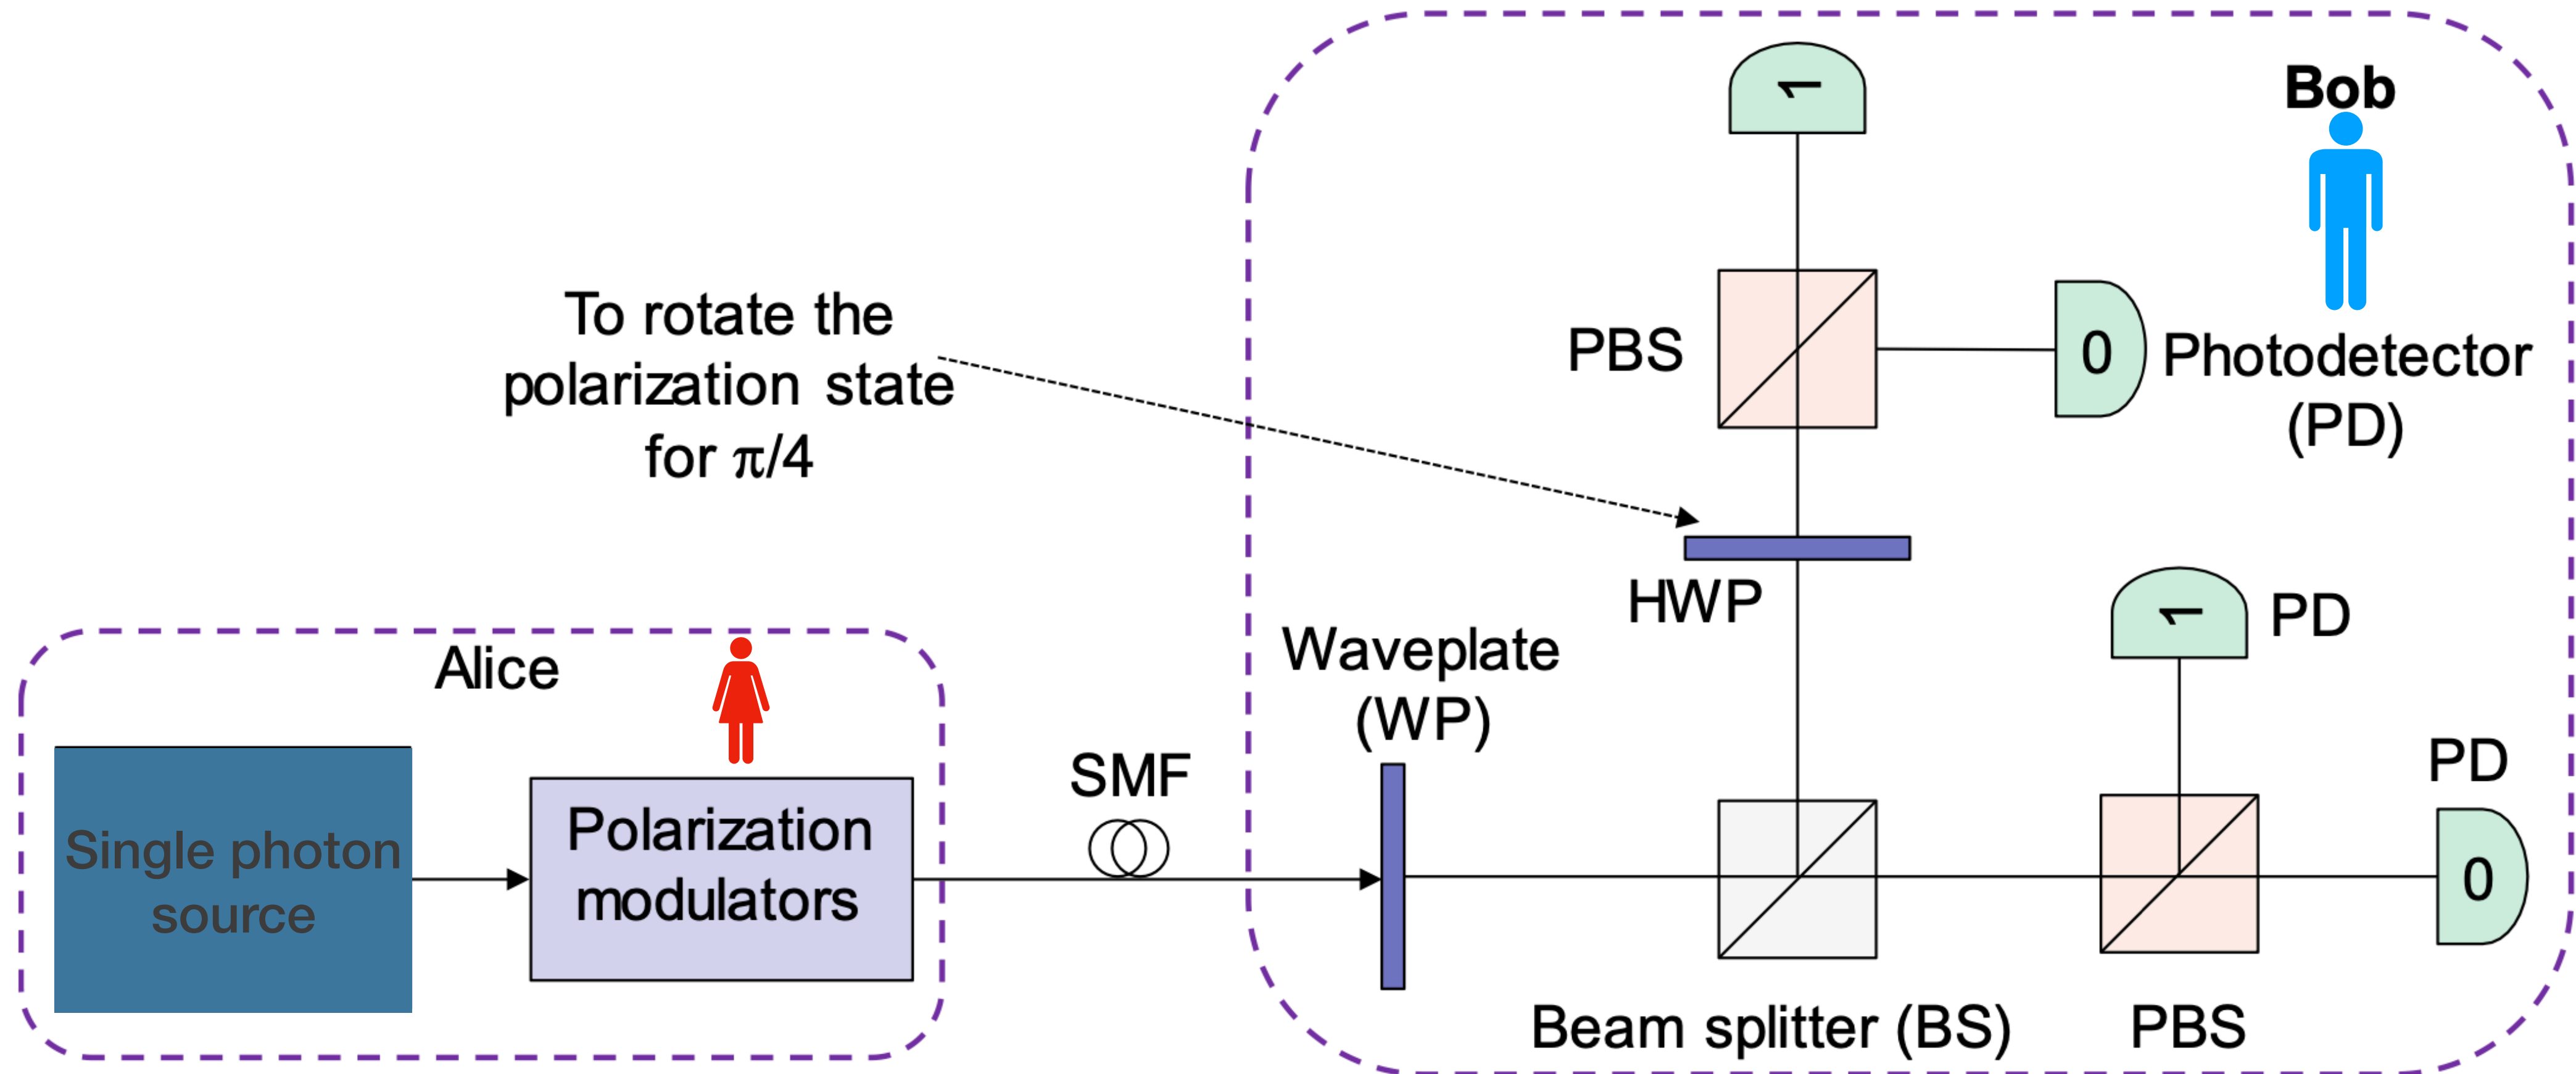 1
Bob
PBS
0
Photodetector
(PD)
To rotate the
polarization state
for π/4
HWP
1
PD
Alice
Waveplate
(WP)
SMF
PD
Single photon
source
Polarization
modulators
0
Beam splitter (BS)
PBS